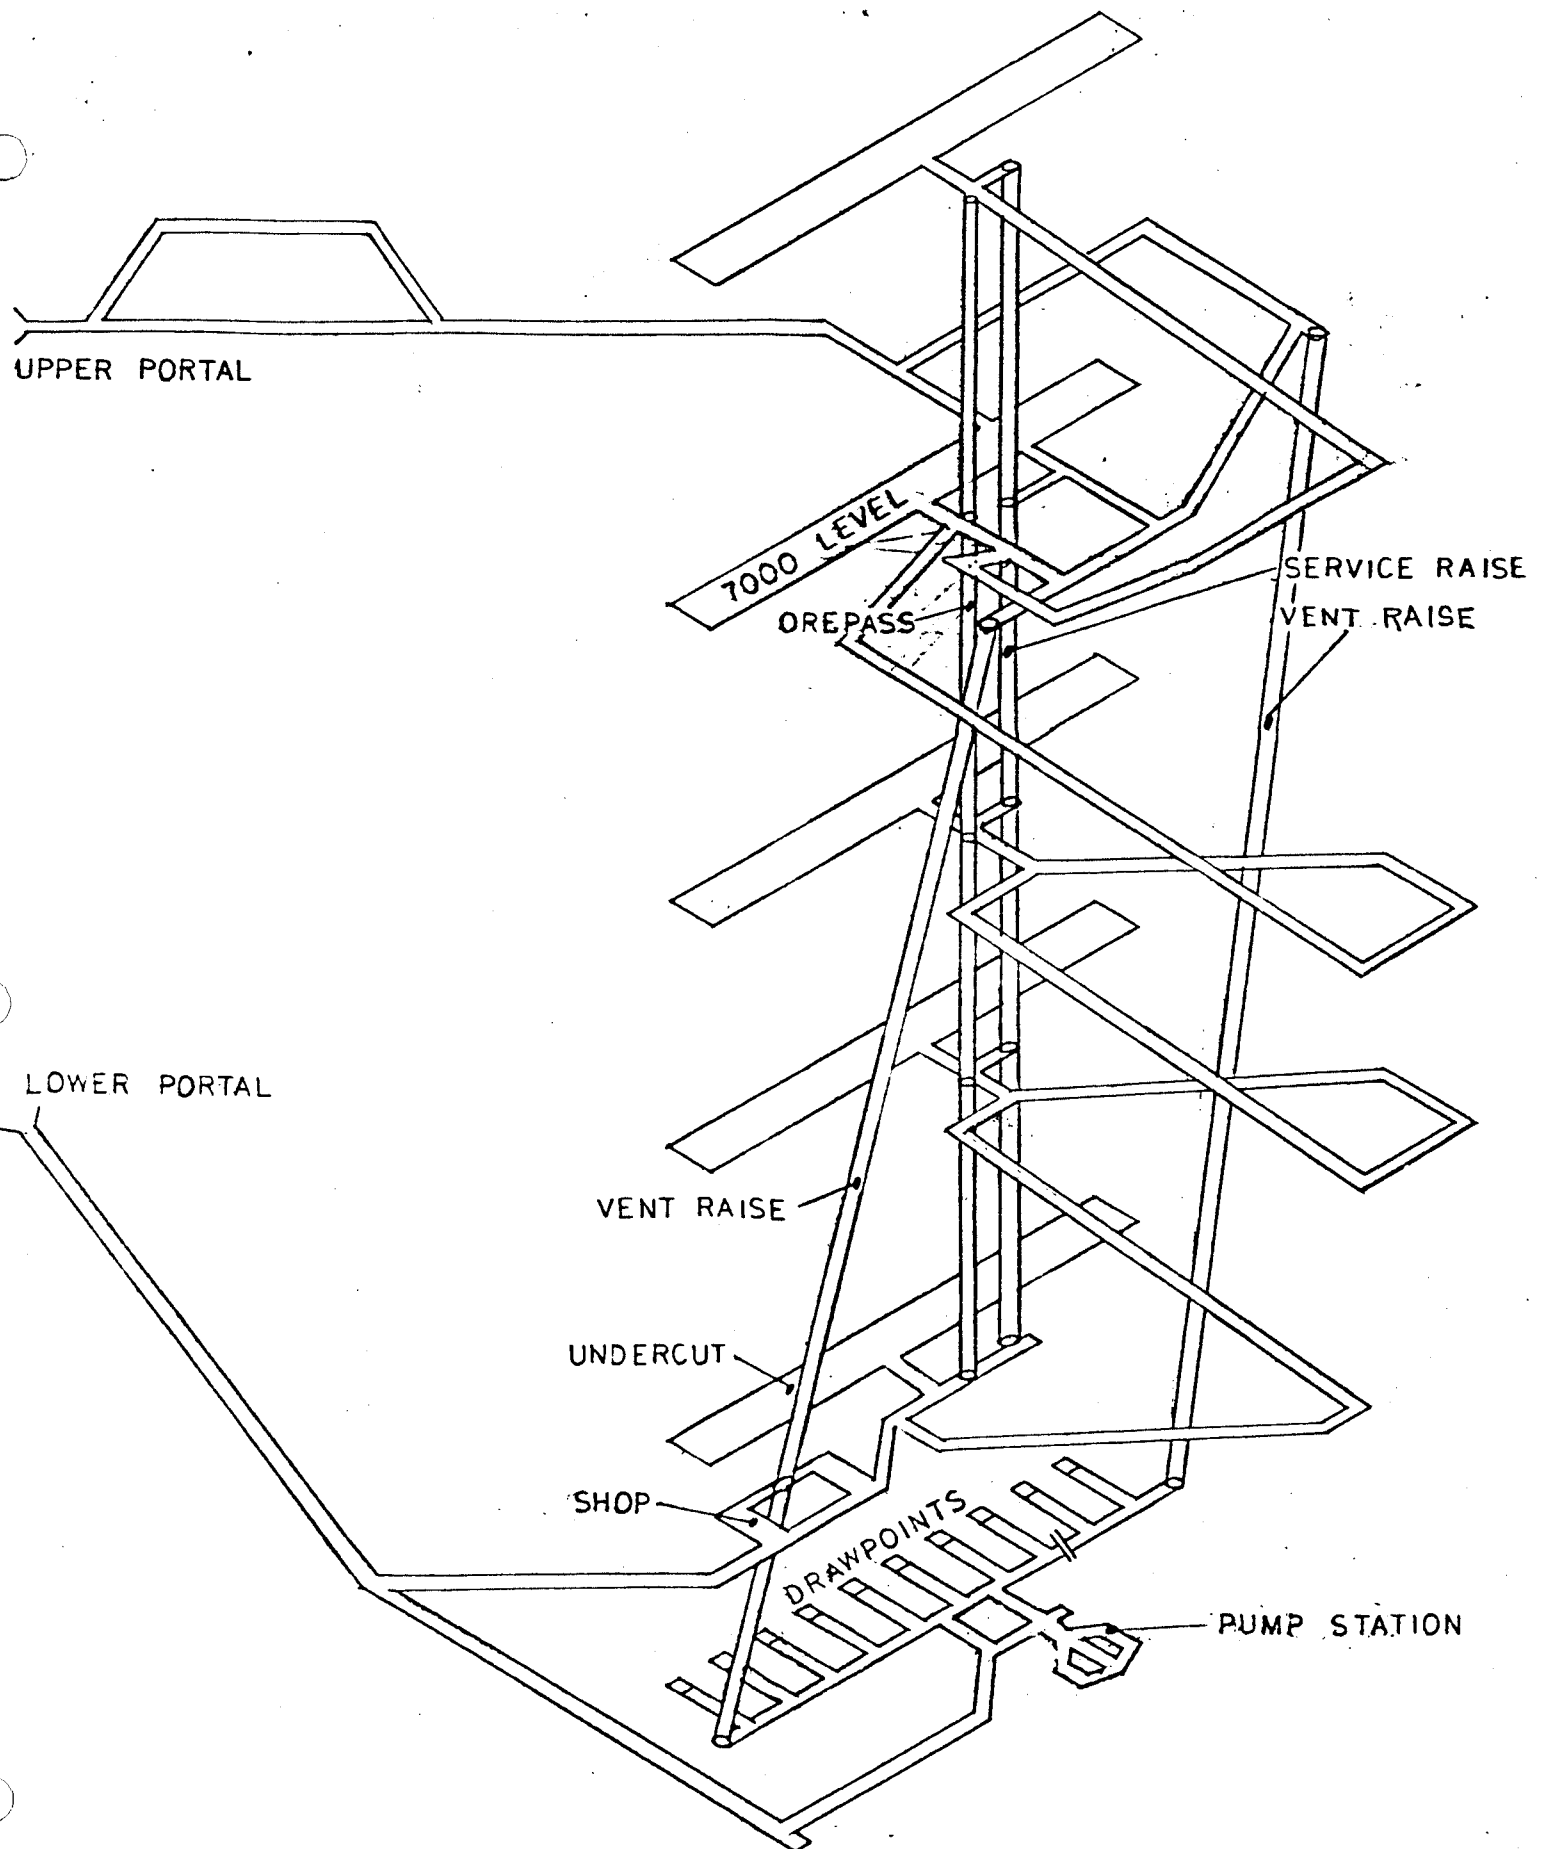 UPPER PORTAL
7000 LEVEL
SERVICE RAISE
OREPASS
VENT RAISE
LOWER PORTAL
VENT RAISE
UNDERCUT
SHOP
DRAWPOINTS
PUMP STATION